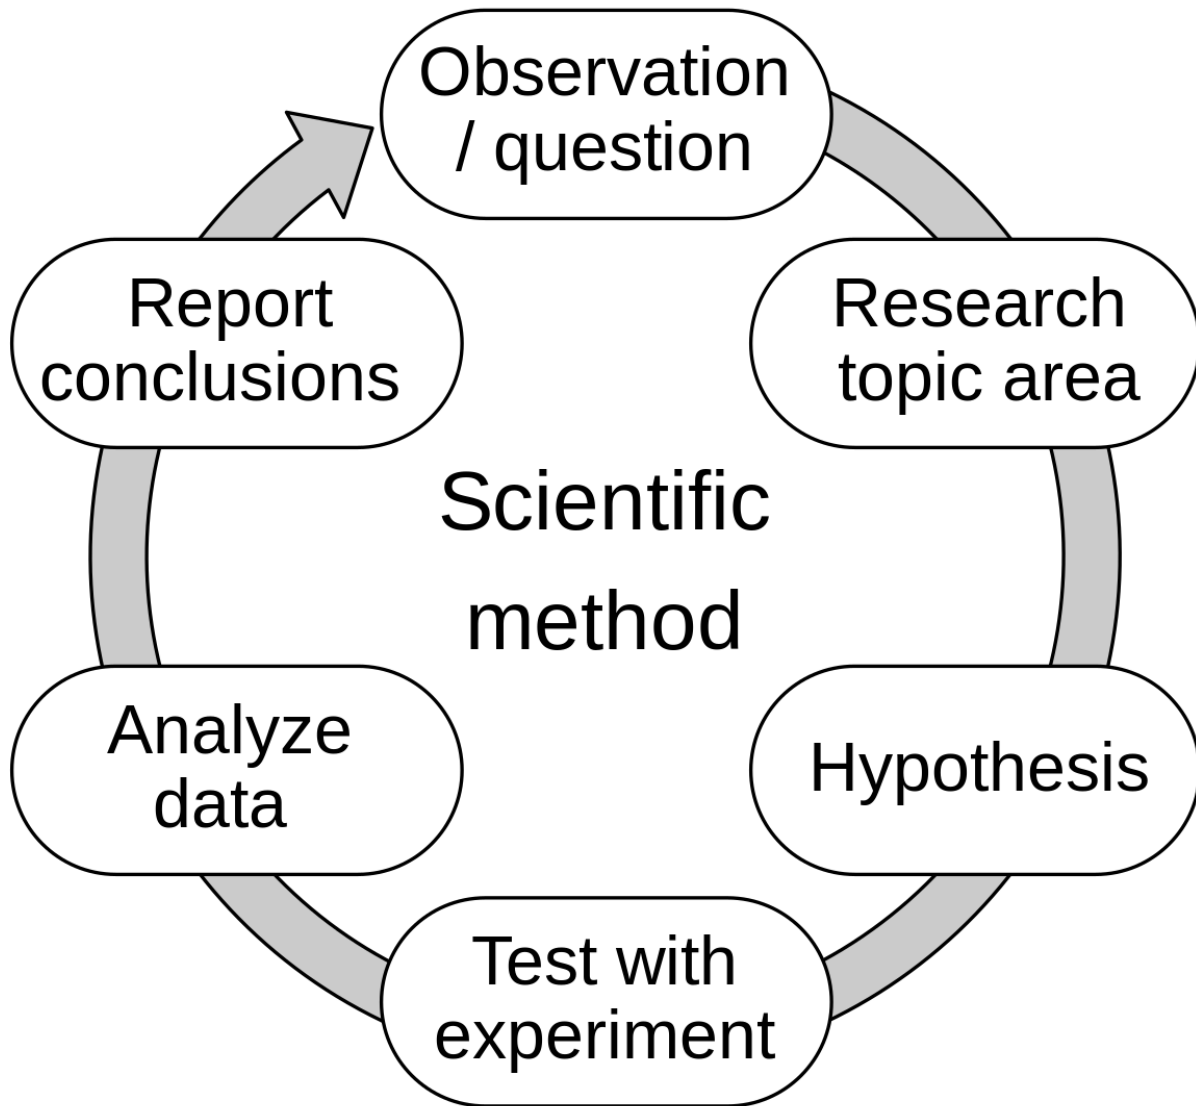 Observation
/ question
Research
topic area
Hypothesis
Test with
experiment
Analyze
data
Report
conclusions
Scientific
method